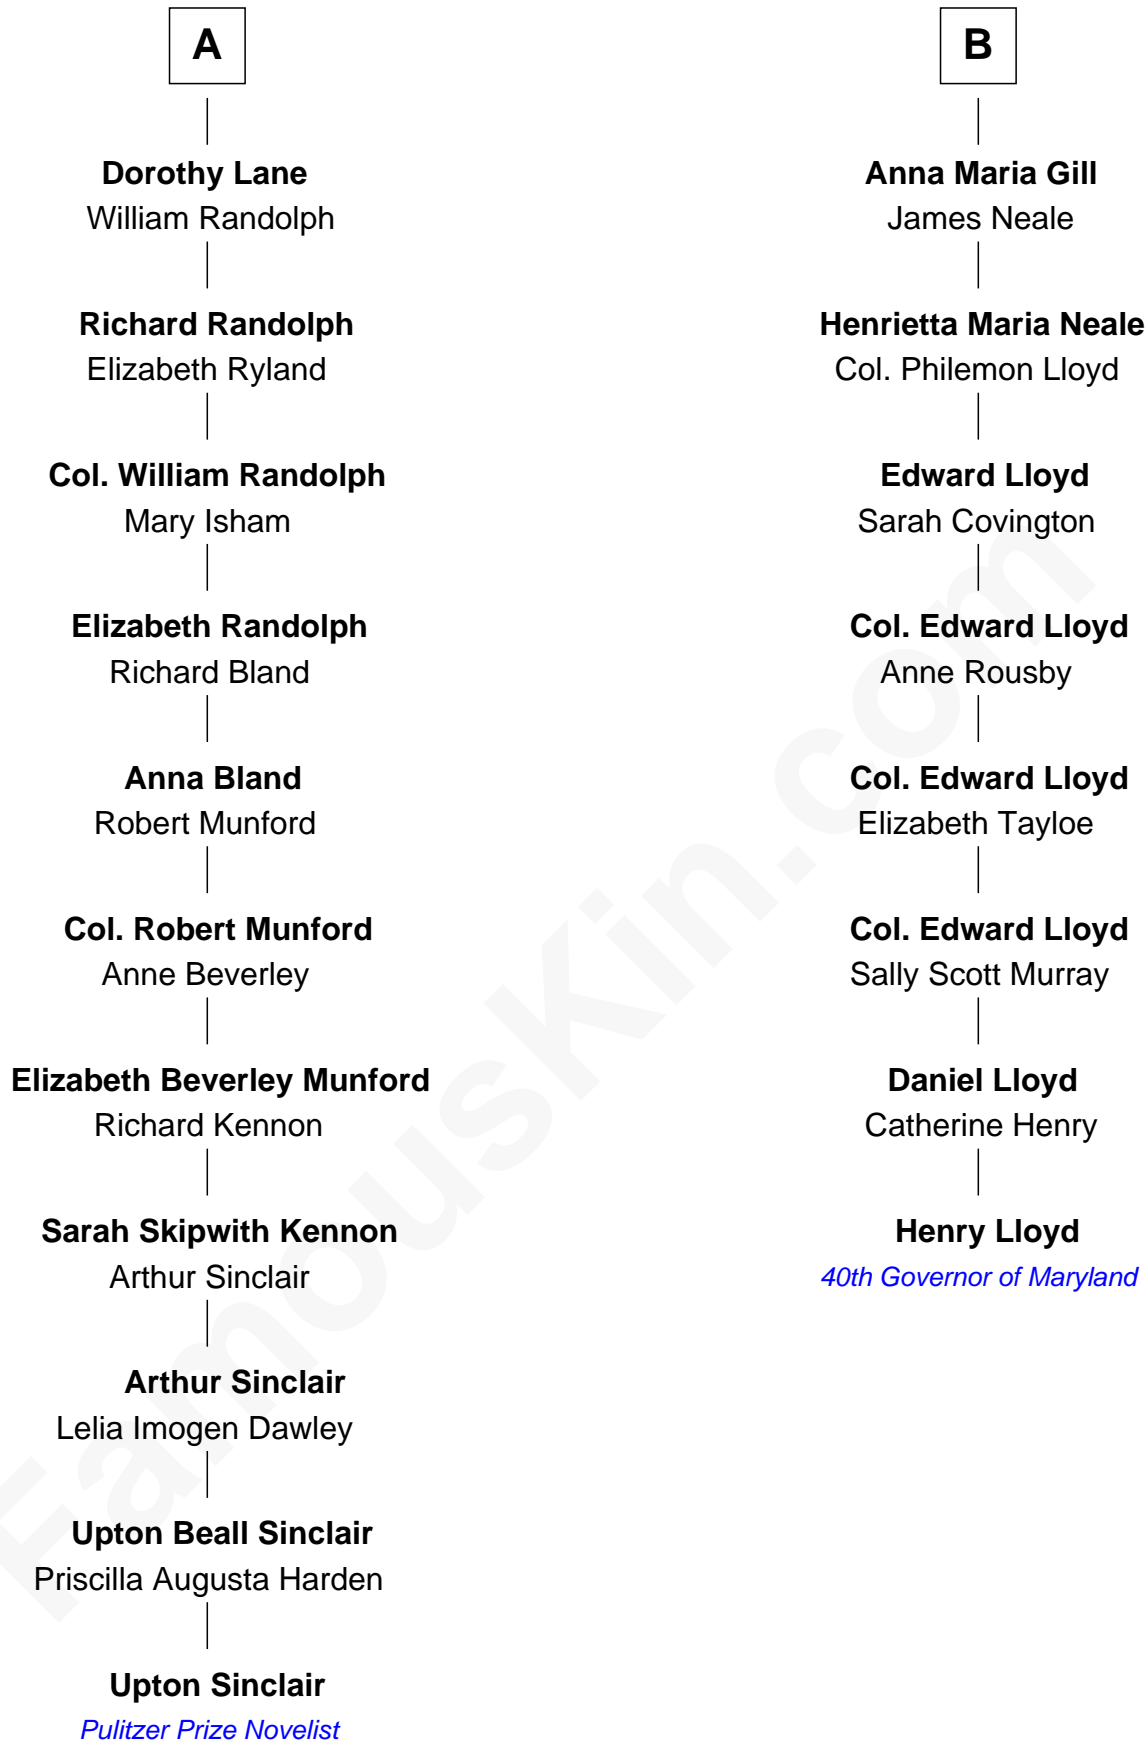 A
Dorothy Lane
William Randolph
Richard Randolph
Elizabeth Ryland
Col. William Randolph
Mary Isham
Elizabeth Randolph
Richard Bland
Anna Bland
Robert Munford
Col. Robert Munford
Anne Beverley
Elizabeth Beverley Munford
Richard Kennon
Sarah Skipwith Kennon
Arthur Sinclair
Arthur Sinclair
Lelia Imogen Dawley
Upton Beall Sinclair
Priscilla Augusta Harden
Upton Sinclair
Pulitzer Prize Novelist
B
Anna Maria Gill
James Neale
Henrietta Maria Neale
Col. Philemon Lloyd
Edward Lloyd
Sarah Covington
Col. Edward Lloyd
Anne Rousby
Col. Edward Lloyd
Elizabeth Tayloe
Col. Edward Lloyd
Sally Scott Murray
Daniel Lloyd
Catherine Henry
Henry Lloyd
40th Governor of Maryland
FamousKin.com